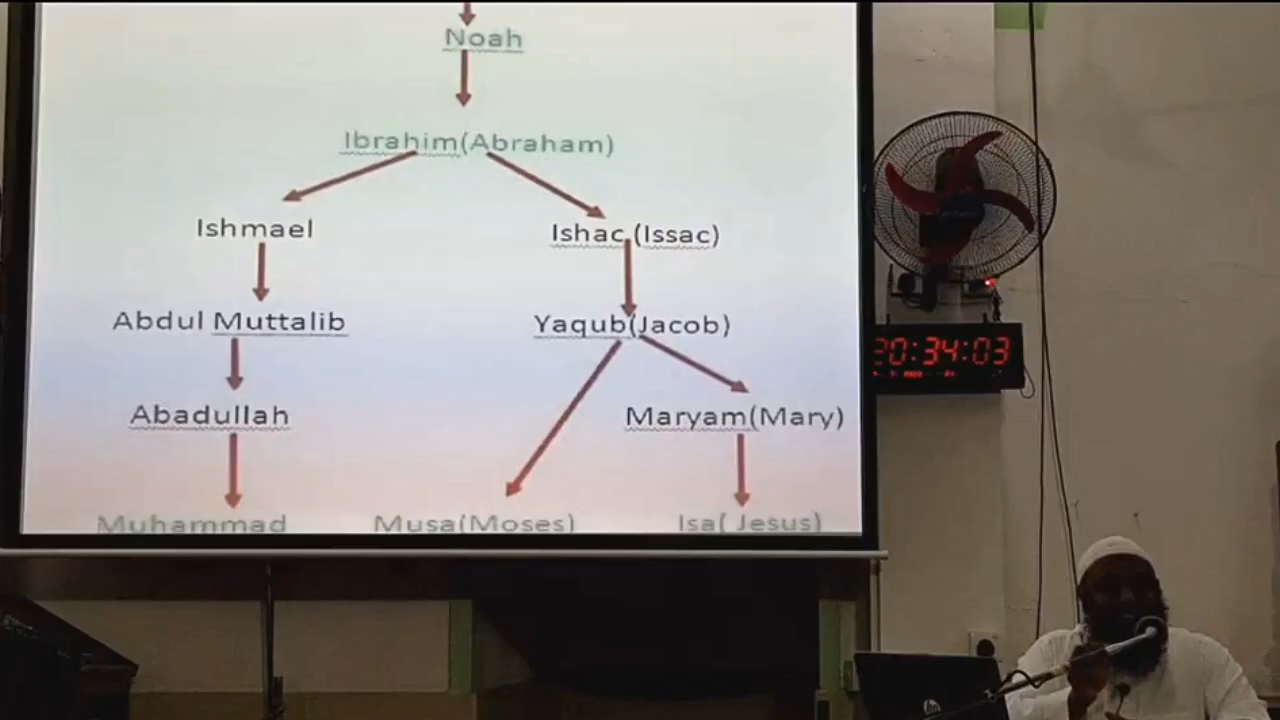 Noah
Ibrahim(Abraham)
Ishmael
Ishac (Issac)
Abdul Muttalib
Yaqub(Jacob)
20:34:03
Abadullah
Maryam(Mary)
Muhammad
Musa(Moses)
Isa( Jesus)
hp